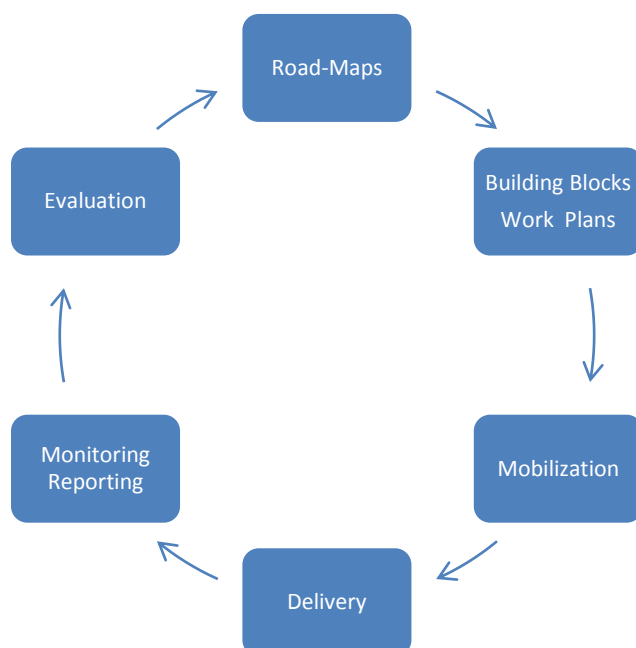 Road-Maps
Building Blocks
Work Plans
Mobilization
Delivery
Monitoring
Reporting
Evaluation